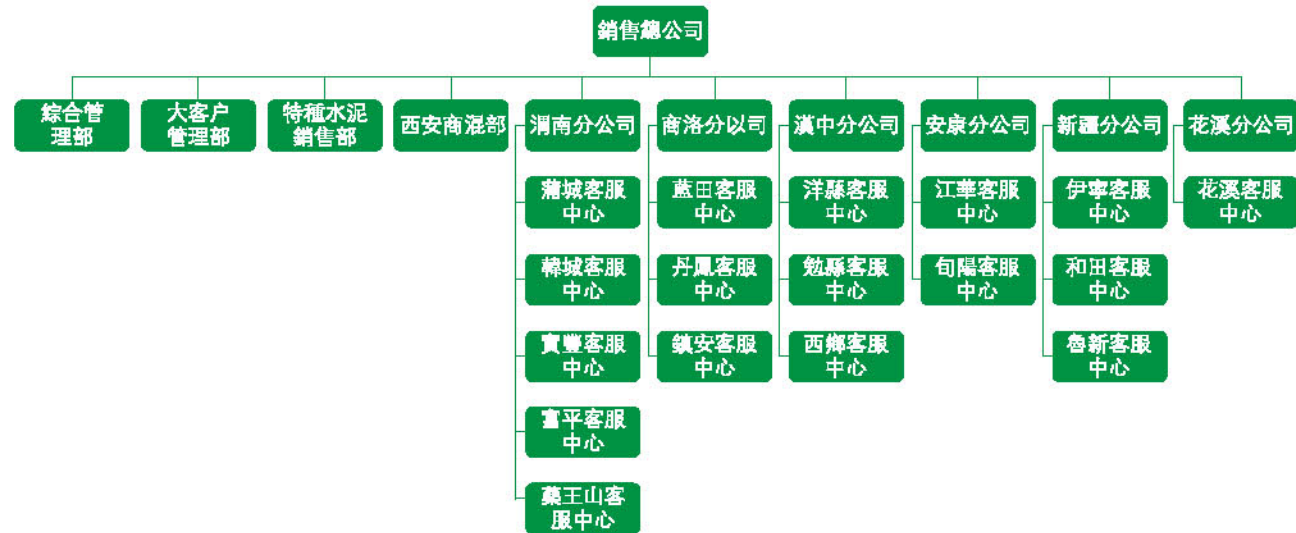 銷售總公司
綜合管
理部
大客户
管理部
特種水泥
銷售部
西安商混部
渭南分公司
商洛分以司
漢中分公司
安康分公司
新疆分公司
花溪分公司
蒲城客服
中心
韓城客服
中心
實豐客服
中心
富平客服
中心
藥王山客
服中心
藍田客服
中心
丹鳳客服
中心
鎮安客服
中心
洋縣客服
中心
勉縣客服
中心
西鄉客服
中心
江華客服
中心
旬陽客服
中心
伊寧客服
中心
和田客服
中心
魯新客服
中心
花溪客服
中心